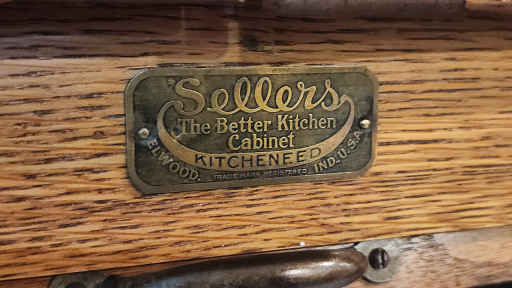 Sellers
The Better Kitchen
Cabinet
KITCHENEED
ELWOOD. IND. U.S.A.
TRADE MARK REGISTERED